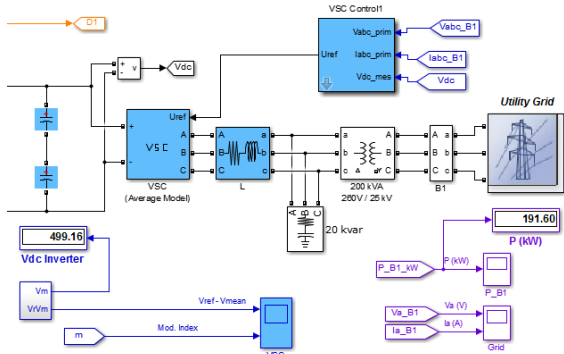 VSC Control1
D1
Vabc_prim
Vabc_B1
Uref
Iabc_prim
Iabc_B1
Vdc_mes
Vdc
+
-
v
Vdc
Utility Grid
Uref
+
VSC
-
A
B
C
A
B
C
a
b
c
a
b
c
A
B
C
A
B
C
a
b
c
A
B
C
VSC
(Average Model)
L
200 kVA
260V / 25 kV
B1
A B C
20 kvar
499.16
Vdc Inverter
191.60
P (kW)
P_B1_kW
P (kW)
P_B1
Vm
VrVm
Vref - Vmean
m
Mod. Index
Va_B1
Va (V)
Ia_B1
Ia (A)
Grid